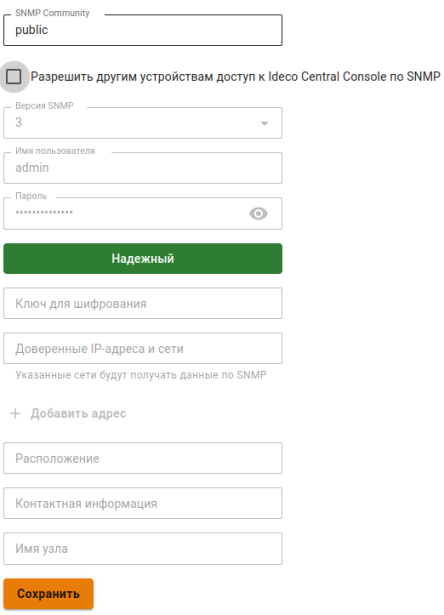 SNMP Community
public
Разрешить другим устройствам доступ к Ideco Central Console по SNMP
Версия SNMP
3
Имя пользователя
admin
Пароль
••••••••••••••
Надежный
Ключ для шифрования
Доверенные IP-адреса и сети
Указанные сети будут получать данные по SNMP
+ Добавить адрес
Расположение
Контактная информация
Имя узла
Сохранить